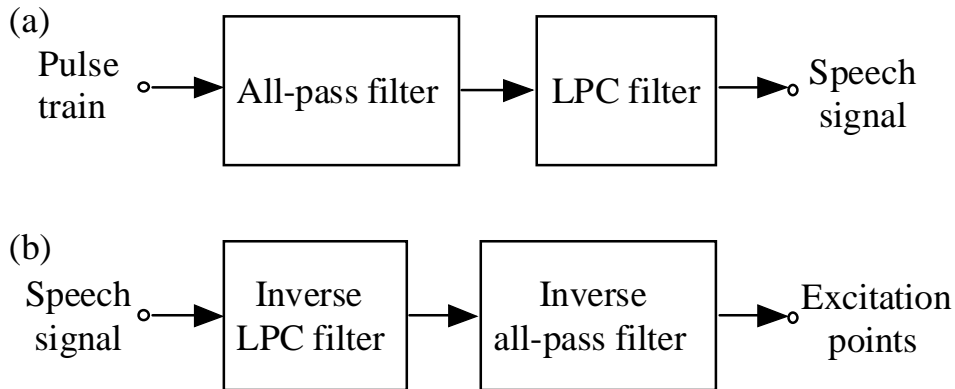 (a)
Pulse
train
All-pass filter
LPC filter
Speech
signal
(b)
Speech
signal
Inverse
LPC filter
Inverse
all-pass filter
Excitation
points